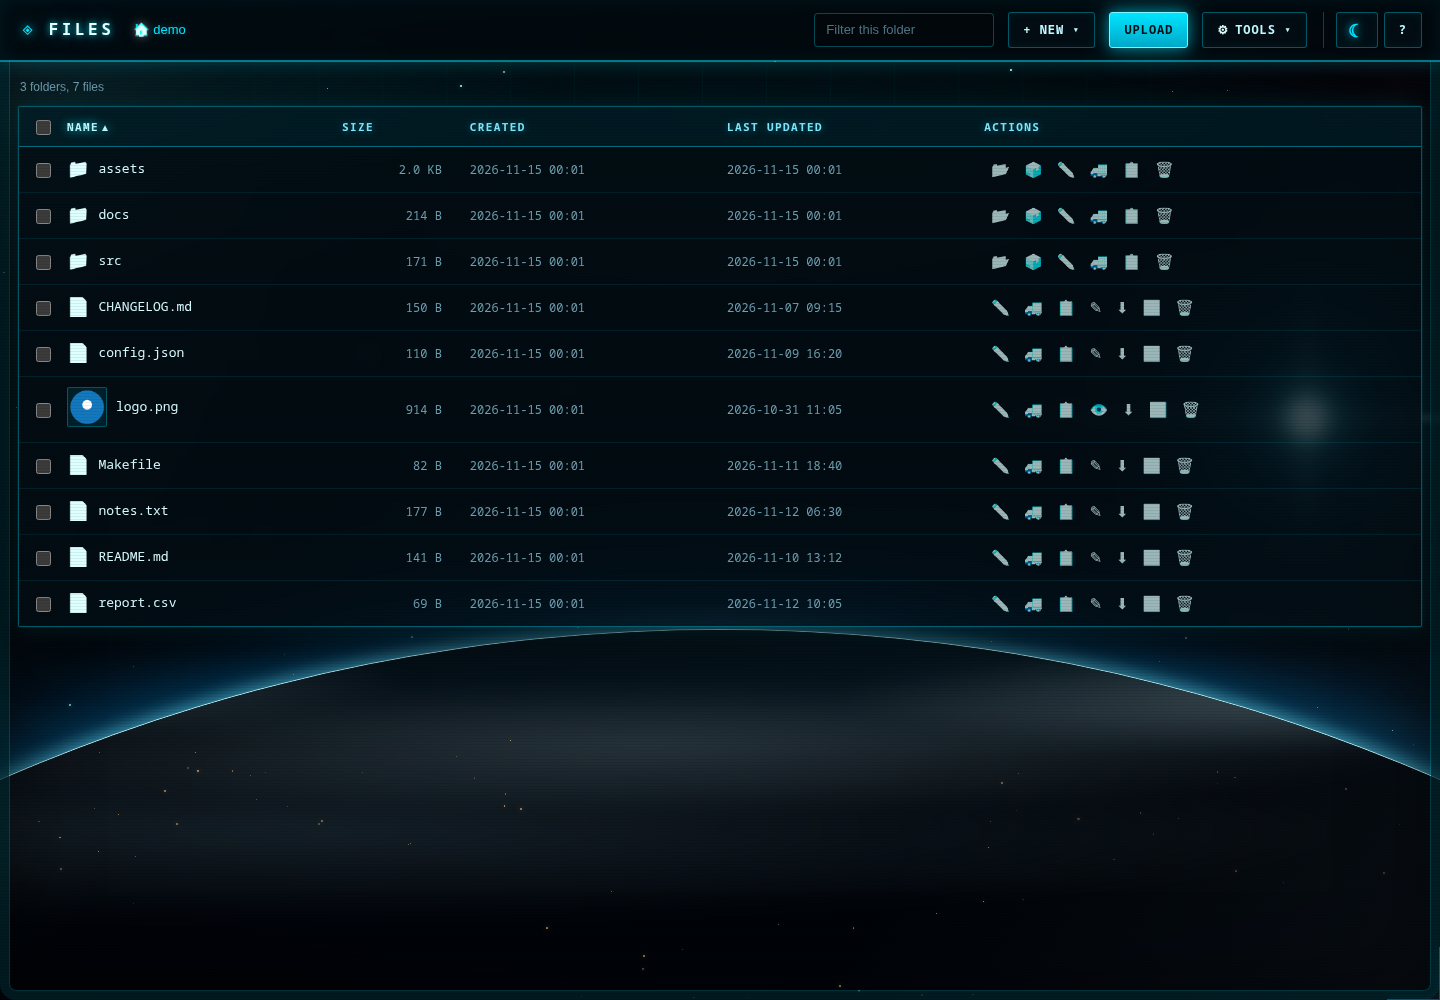 ◈ FILES 🏠 demo Filter this folder + NEW ▾ UPLOAD ⚙ TOOLS ▾ ☾ ?
3 folders, 7 files
NAME▲ SIZE CREATED LAST UPDATED ACTIONS
assets 2.0 KB 2026-11-15 00:01 2026-11-15 00:01
docs 214 B 2026-11-15 00:01 2026-11-15 00:01
src 171 B 2026-11-15 00:01 2026-11-15 00:01
CHANGELOG.md 150 B 2026-11-15 00:01 2026-11-07 09:15
config.json 110 B 2026-11-15 00:01 2026-11-09 16:20
logo.png 914 B 2026-11-15 00:01 2026-10-31 11:05
Makefile 82 B 2026-11-15 00:01 2026-11-11 18:40
notes.txt 177 B 2026-11-15 00:01 2026-11-12 06:30
README.md 141 B 2026-11-15 00:01 2026-11-10 13:12
report.csv 69 B 2026-11-15 00:01 2026-11-12 10:05